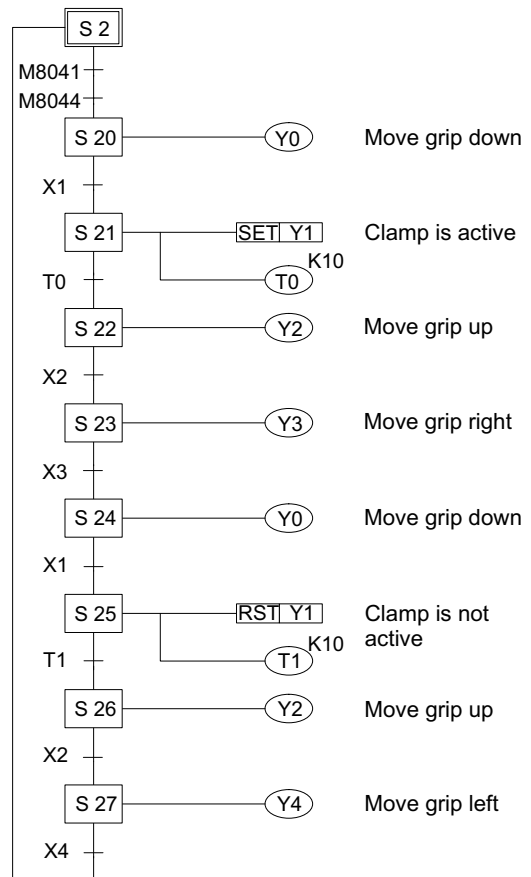 S 2
M8041
M8044
S 20 Y0 Move grip down
X1
S 21 SET Y1 Clamp is active
K10
T0 T0
S 22 Y2 Move grip up
X2
S 23 Y3 Move grip right
X3
S 24 Y0 Move grip down
X1
S 25 RST Y1 Clamp is not
active
K10
T1 T1
S 26 Y2 Move grip up
X2
S 27 Y4 Move grip left
X4